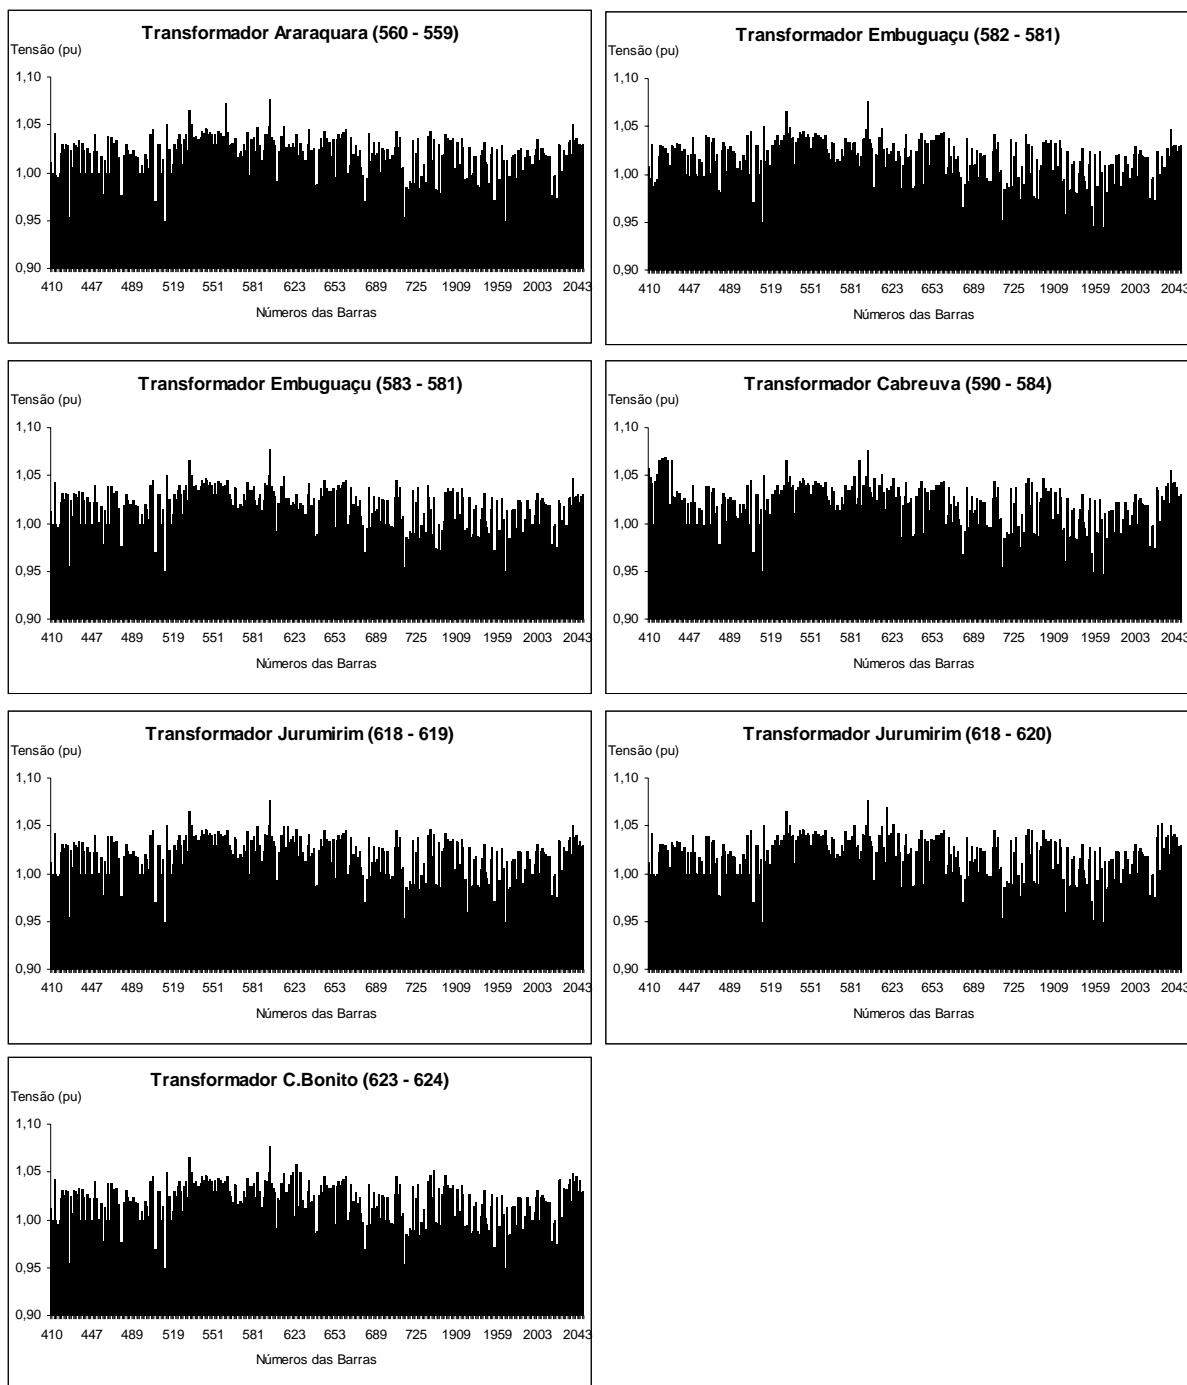 Transformador Araraquara (560 - 559)
Tensão (pu)
1,10
1,05
1,00
0,95
0,90
410 447 489 519 551 581 623 653 689 725 1909 1959 2003 2043
Números das Barras
Transformador Embuguaçu (582 - 581)
Tensão (pu)
1,10
1,05
1,00
0,95
0,90
410 447 489 519 551 581 623 653 689 725 1909 1959 2003 2043
Números das Barras
Transformador Embuguaçu (583 - 581)
Tensão (pu)
1,10
1,05
1,00
0,95
0,90
410 447 489 519 551 581 623 653 689 725 1909 1959 2003 2043
Números das Barras
Transformador Cabreuva (590 - 584)
Tensão (pu)
1,10
1,05
1,00
0,95
0,90
410 447 489 519 551 581 623 653 689 725 1909 1959 2003 2043
Números das Barras
Transformador Jurumirim (618 - 619)
Tensão (pu)
1,10
1,05
1,00
0,95
0,90
410 447 489 519 551 581 623 653 689 725 1909 1959 2003 2043
Números das Barras
Transformador Jurumirim (618 - 620)
Tensão (pu)
1,10
1,05
1,00
0,95
0,90
410 447 489 519 551 581 623 653 689 725 1909 1959 2003 2043
Números das Barras
Transformador C.Bonito (623 - 624)
Tensão (pu)
1,10
1,05
1,00
0,95
0,90
410 447 489 519 551 581 623 653 689 725 1909 1959 2003 2043
Números das Barras